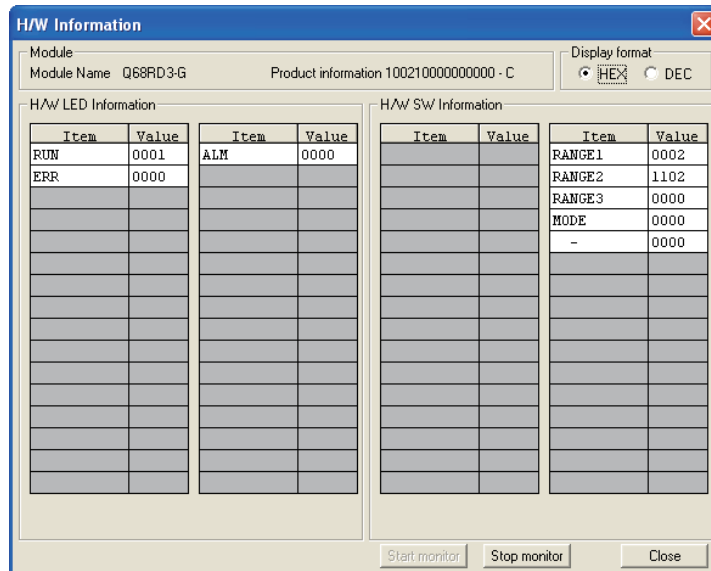 H/W Information
Module
Module Name Q68RD3-G Product information 100210000000000 - C
Display format
HEX DEC
H/W LED Information
Item Value Item Value
RUN 0001 ALM 0000
ERR 0000
H/W SW Information
Item Value Item Value
RANGE1 0002
RANGE2 1102
RANGE3 0000
MODE 0000
- 0000
Start monitor Stop monitor Close